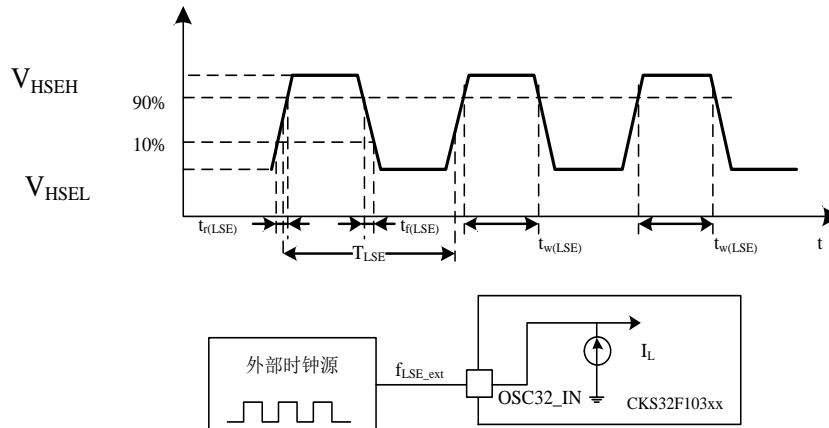 V_HSEH
90%
10%
V_HSEL
t_r(LSE) t_f(LSE) t_w(LSE) t_w(LSE) t
T_LSE
外部时钟源
f_LSE_ext
OSC32_IN
I_L
CKS32F103xx